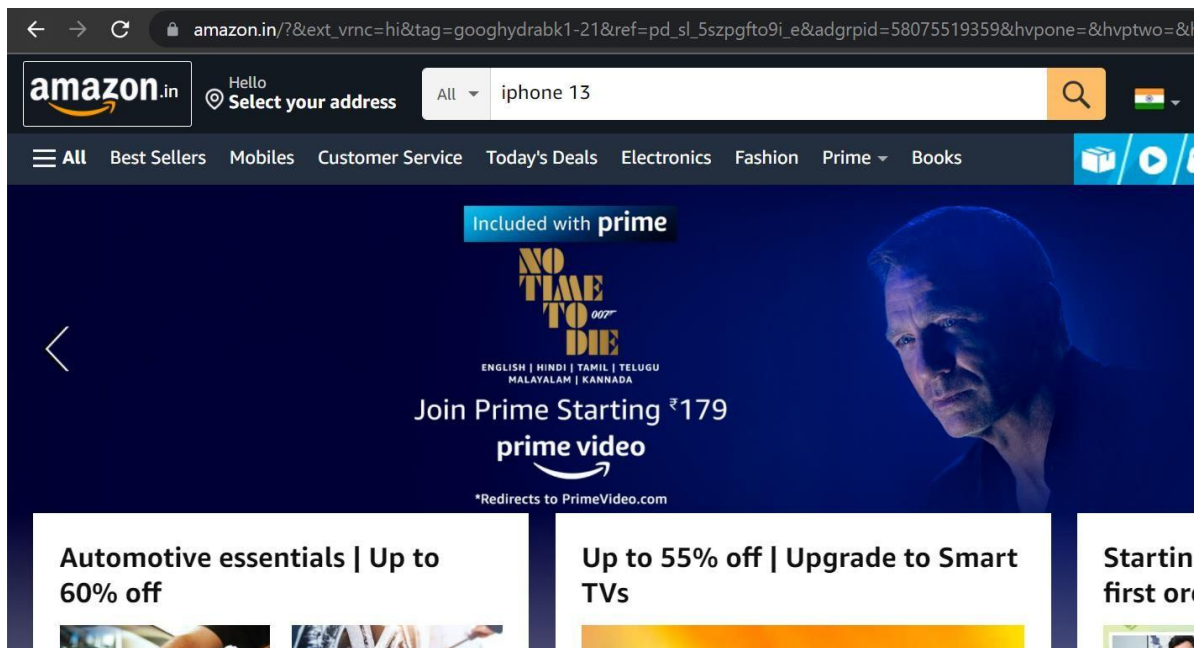 amazon.in/?&ext_vrnc=hi&tag=googhydrabk1-21&ref=pd_sl_5szpgfto9i_e&adgrpid=58075519359&hvpone=&hvptwo=&
amazon.in
Hello
Select your address
All
iphone 13
All Best Sellers Mobiles Customer Service Today's Deals Electronics Fashion Prime Books
Included with prime
NO
TIME
TO 007
DIE
ENGLISH | HINDI | TAMIL | TELUGU
MALAYALAM | KANNADA
Join Prime Starting ₹179
prime video
*Redirects to PrimeVideo.com
Automotive essentials | Up to
60% off
Up to 55% off | Upgrade to Smart
TVs
Startin
first or